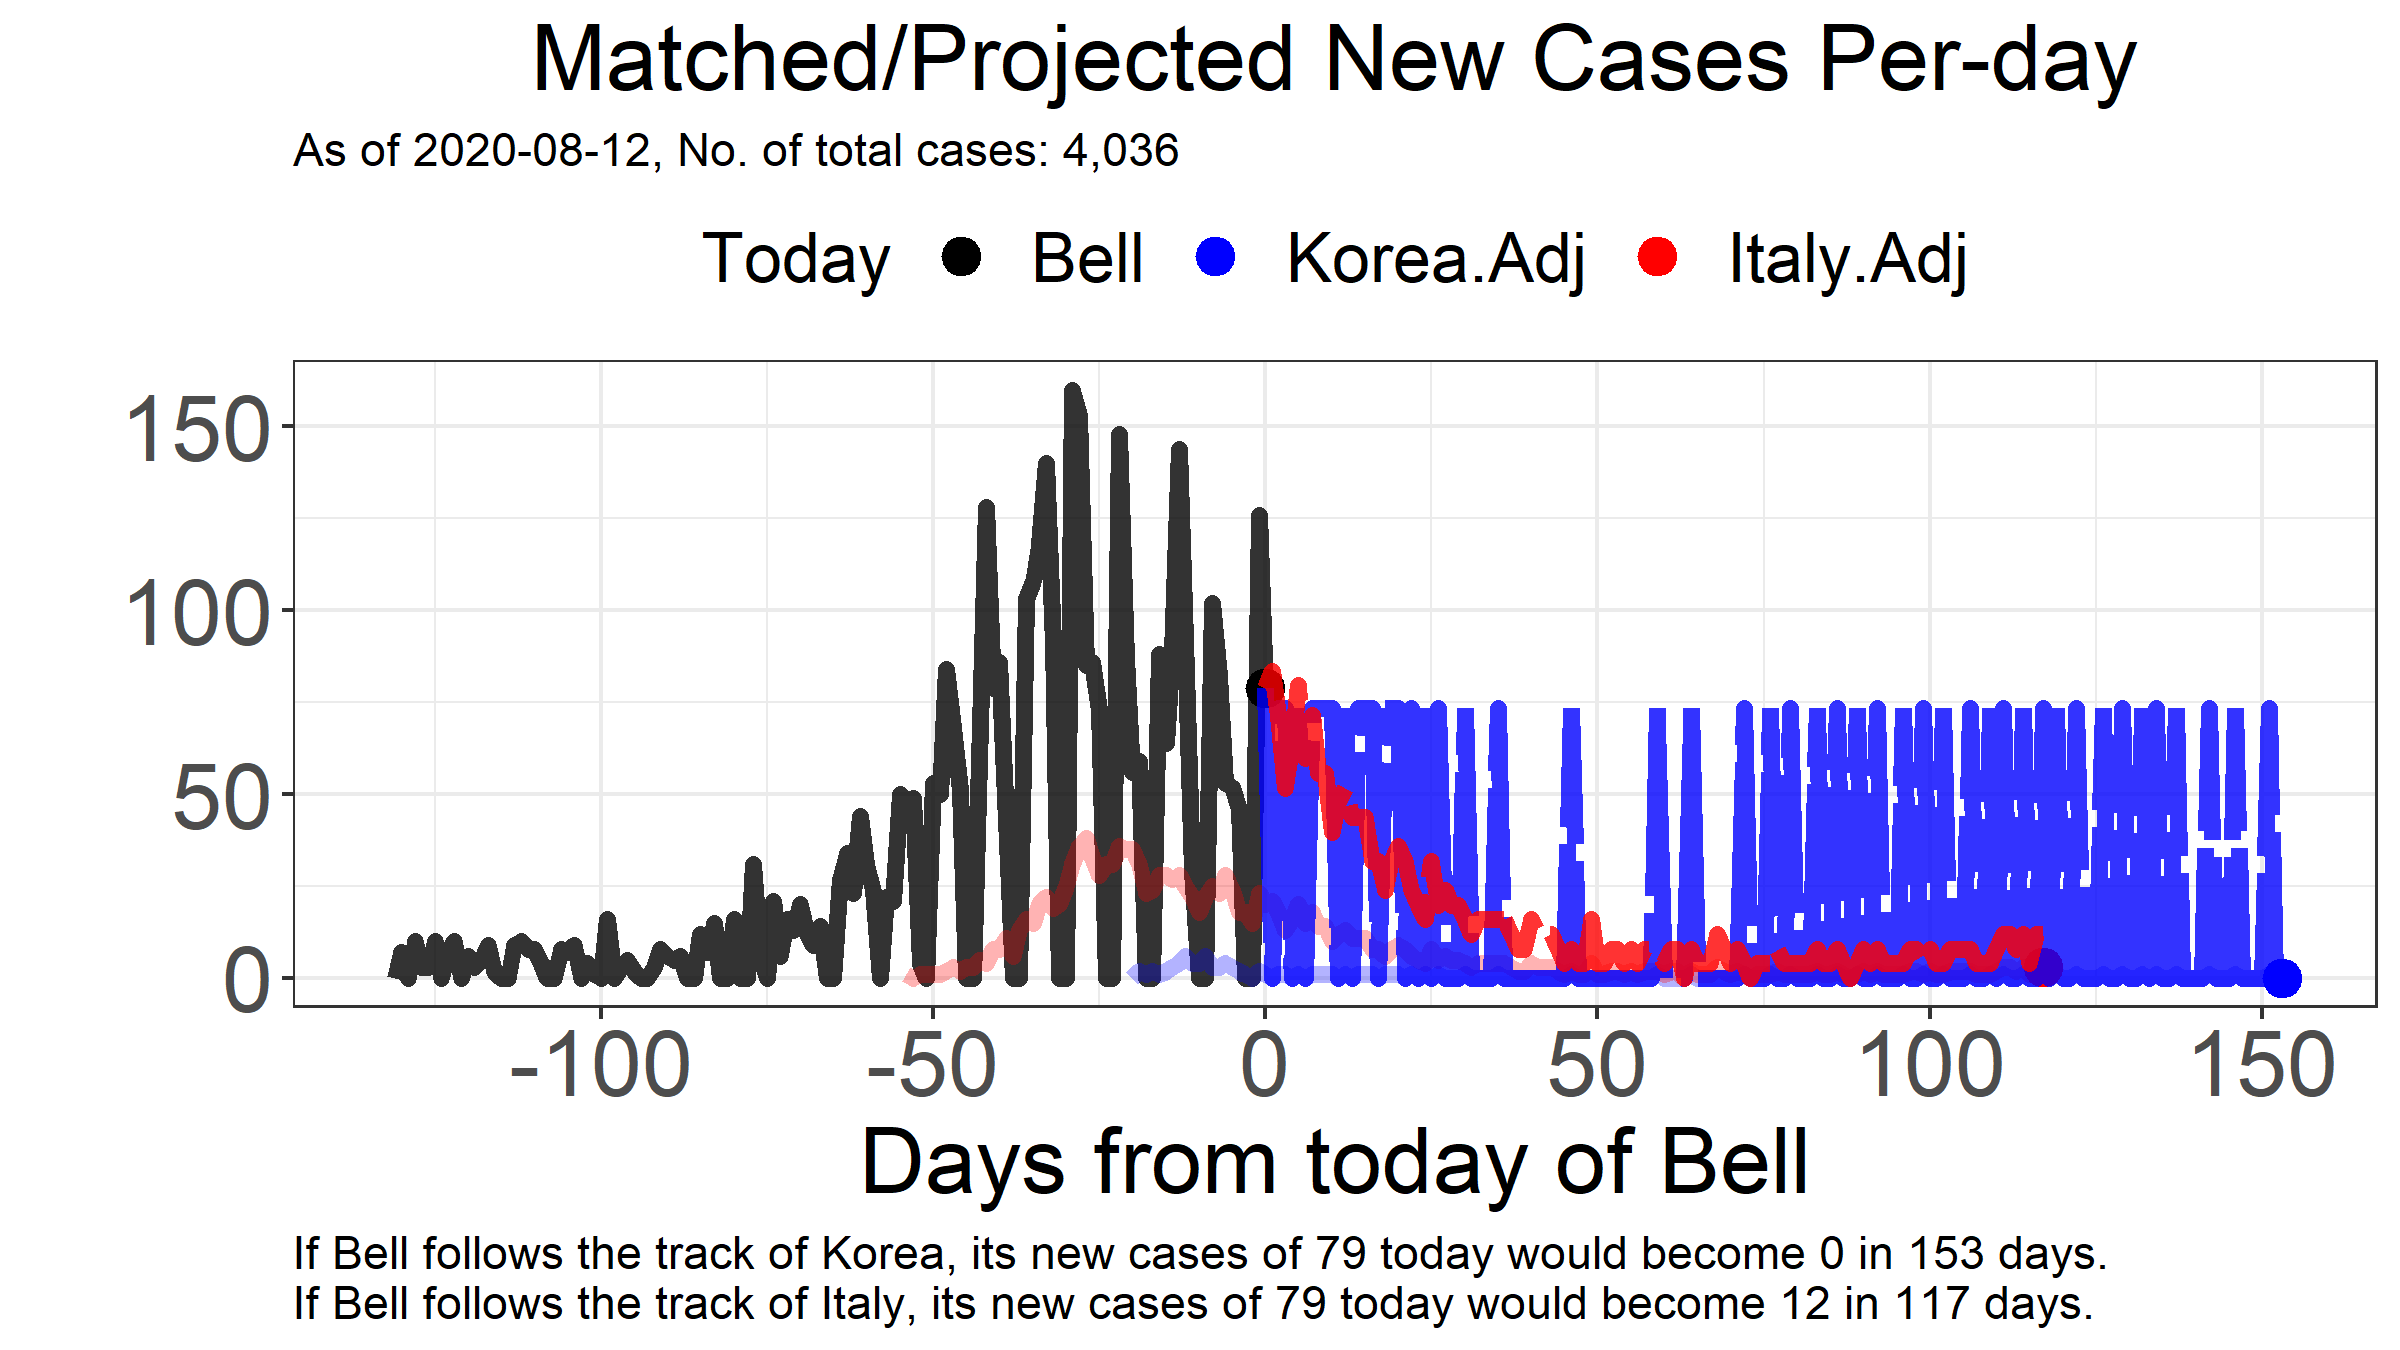 Matched/Projected New Cases Per-day
As of 2020-08-12, No. of total cases: 4,036
Today Bell Korea.Adj Italy.Adj
150
100
50
0
-100 -50 0 50 100 150
Days from today of Bell
If Bell follows the track of Korea, its new cases of 79 today would become 0 in 153 days.
If Bell follows the track of Italy, its new cases of 79 today would become 12 in 117 days.